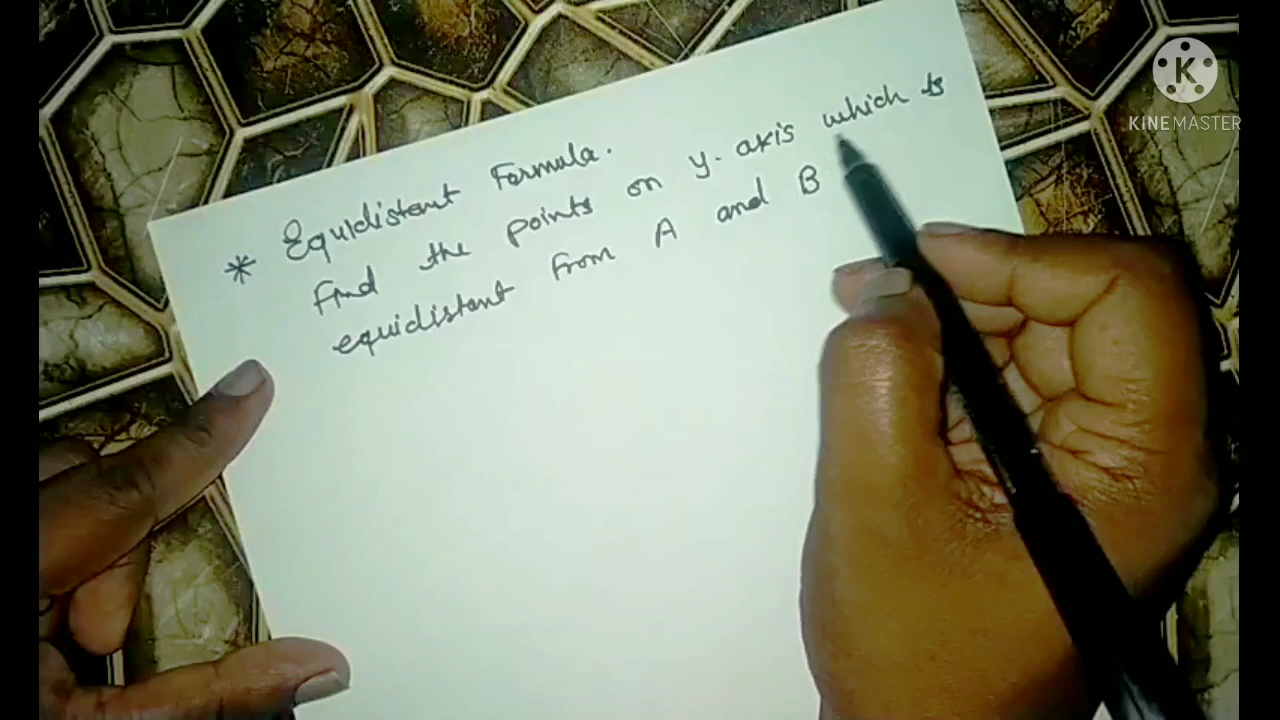 * Equidistant Formula.
Find the points on y-axis which is
equidistant from A and B
K
KINEMASTER